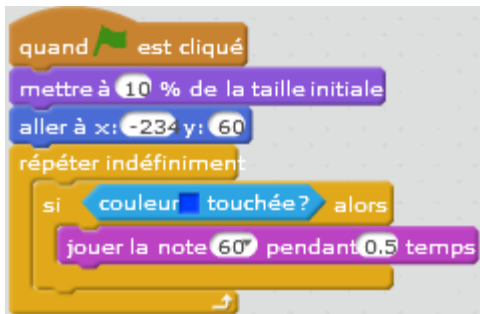 quand est cliqué
mettre à 10 % de la taille initiale
aller à x: -234 y: 60
répéter indéfiniment
si couleur touchée? alors
jouer la note 60 pendant 0.5 temps